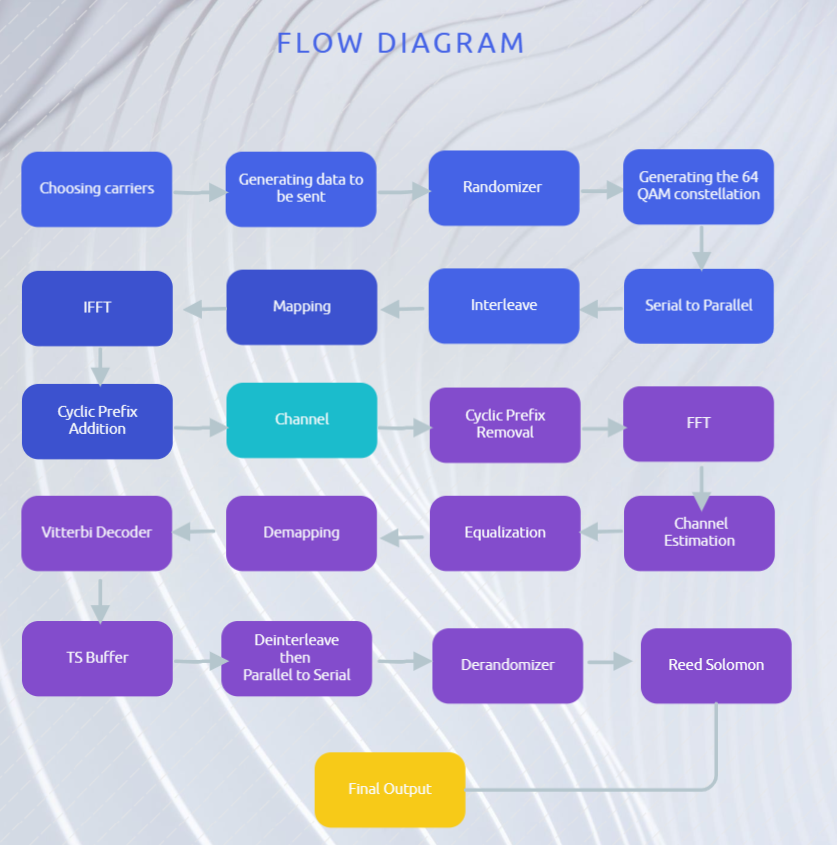 FLOW DIAGRAM
Choosing carriers
Generating data to
be sent
Randomizer
Generating the 64
QAM constellation
Serial to Parallel
Interleave
Mapping
IFFT
Cyclic Prefix
Addition
Channel
Cyclic Prefix
Removal
FFT
Channel
Estimation
Equalization
Demapping
Vitterbi Decoder
TS Buffer
Deinterleave
then
Parallel to Serial
Derandomizer
Reed Solomon
Final Output